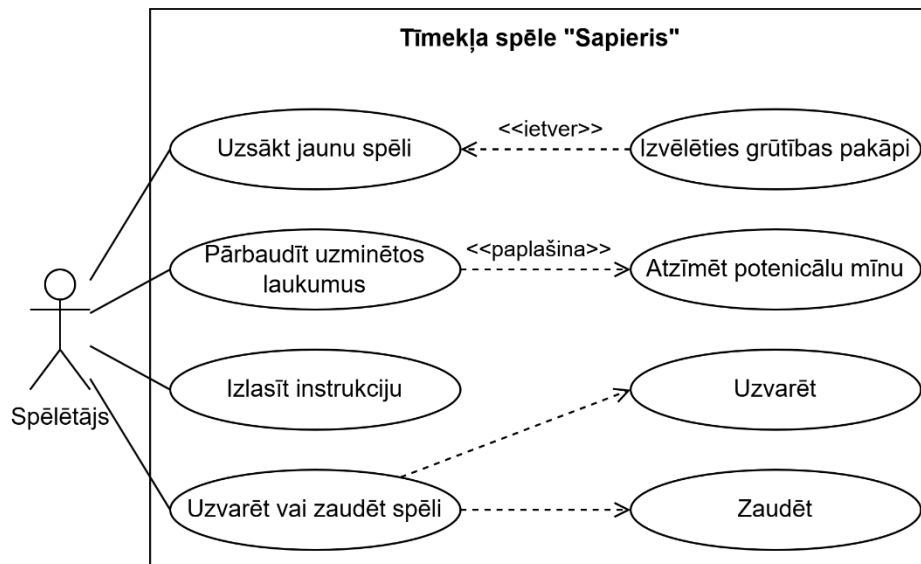 Tīmekļa spēle "Sapieris"
Uzsākt jaunu spēli
<<ietver>>
Izvēlēties grūtības pakāpi
Pārbaudīt uzminētos
laukumus
<<paplašina>>
Atzīmēt potenicālu mīnu
Spēlētājs
Izlasīt instrukciju
Uzvarēt
Uzvarēt vai zaudēt spēli
Zaudēt